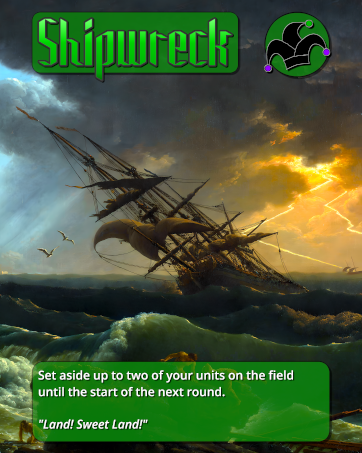 Shipwreck
Set aside up to two of your units on the field
until the start of the next round.
"Land! Sweet Land!"